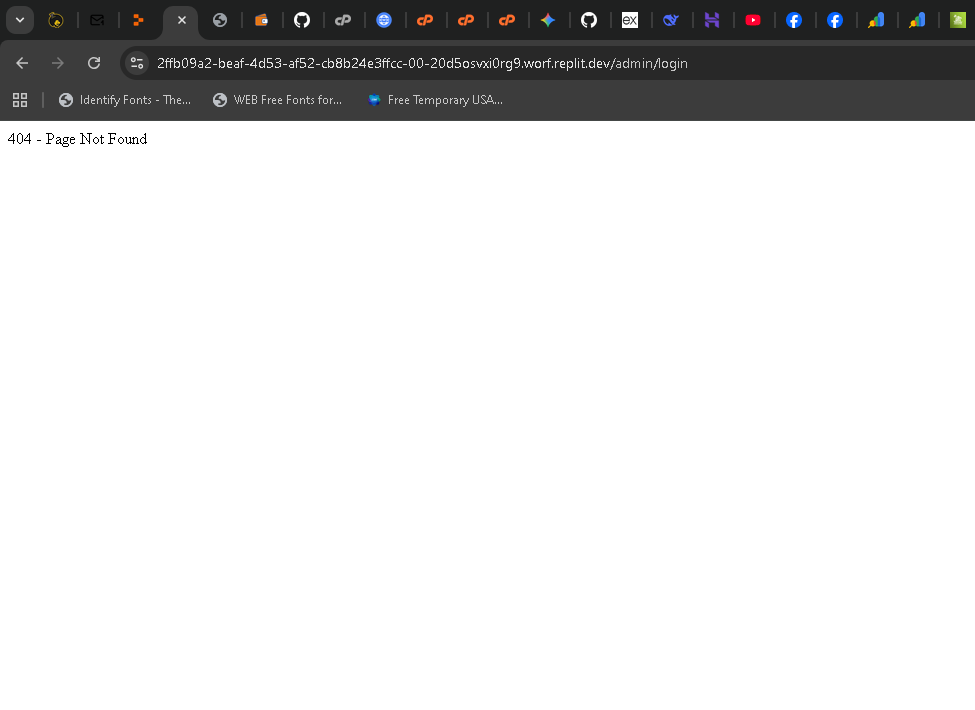 2ffb09a2-beaf-4d53-af52-cb8b24e3ffcc-00-20d5osvxi0rg9.worf.replit.dev/admin/login
Identify Fonts - The... WEB Free Fonts for... Free Temporary USA...
404 - Page Not Found